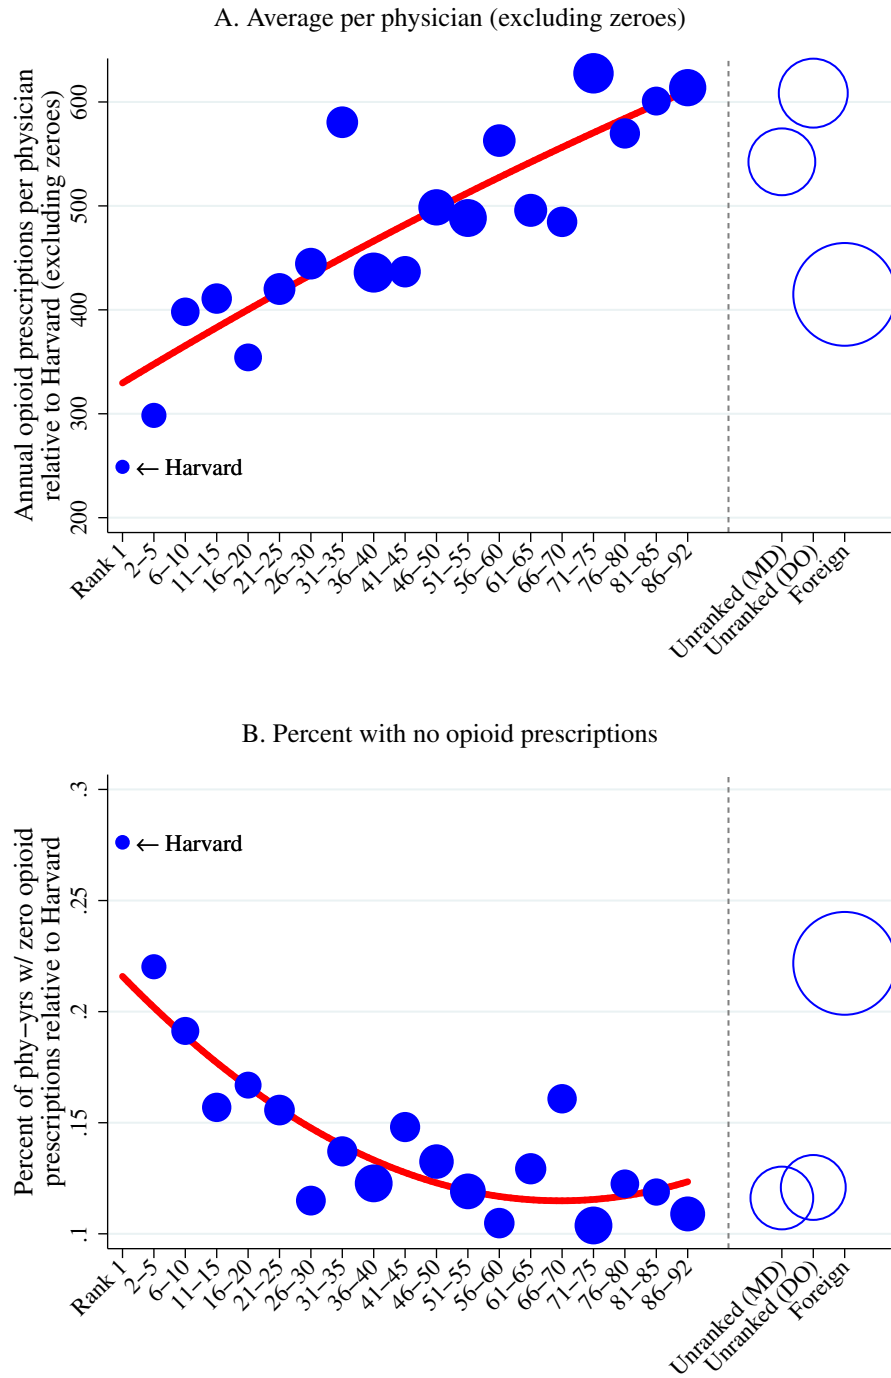 A. Average per physician (excluding zeroes)
Annual opioid prescriptions per physician
relative to Harvard (excluding zeroes)
600
500
400
300
200
← Harvard
Rank 1
2–5
6–10
11–15
16–20
21–25
26–30
31–35
36–40
41–45
46–50
51–55
56–60
61–65
66–70
71–75
76–80
81–85
86–92
Unranked (MD)
Unranked (DO)
Foreign
B. Percent with no opioid prescriptions
Percent of phy–yrs w/ zero opioid
prescriptions relative to Harvard
.3
.25
.2
.15
.1
← Harvard
Rank 1
2–5
6–10
11–15
16–20
21–25
26–30
31–35
36–40
41–45
46–50
51–55
56–60
61–65
66–70
71–75
76–80
81–85
86–92
Unranked (MD)
Unranked (DO)
Foreign